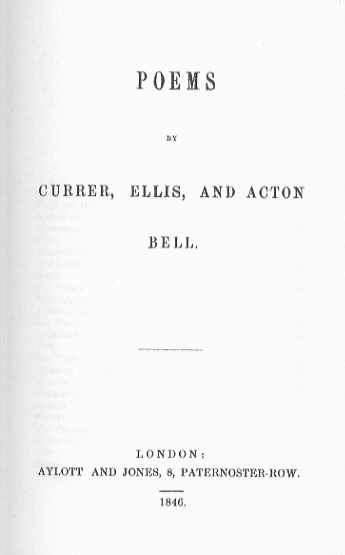 POEMS
BY
CURRER, ELLIS, AND ACTON
BELL.
LONDON:
AYLOTT AND JONES, 8, PATERNOSTER-ROW.
1846.